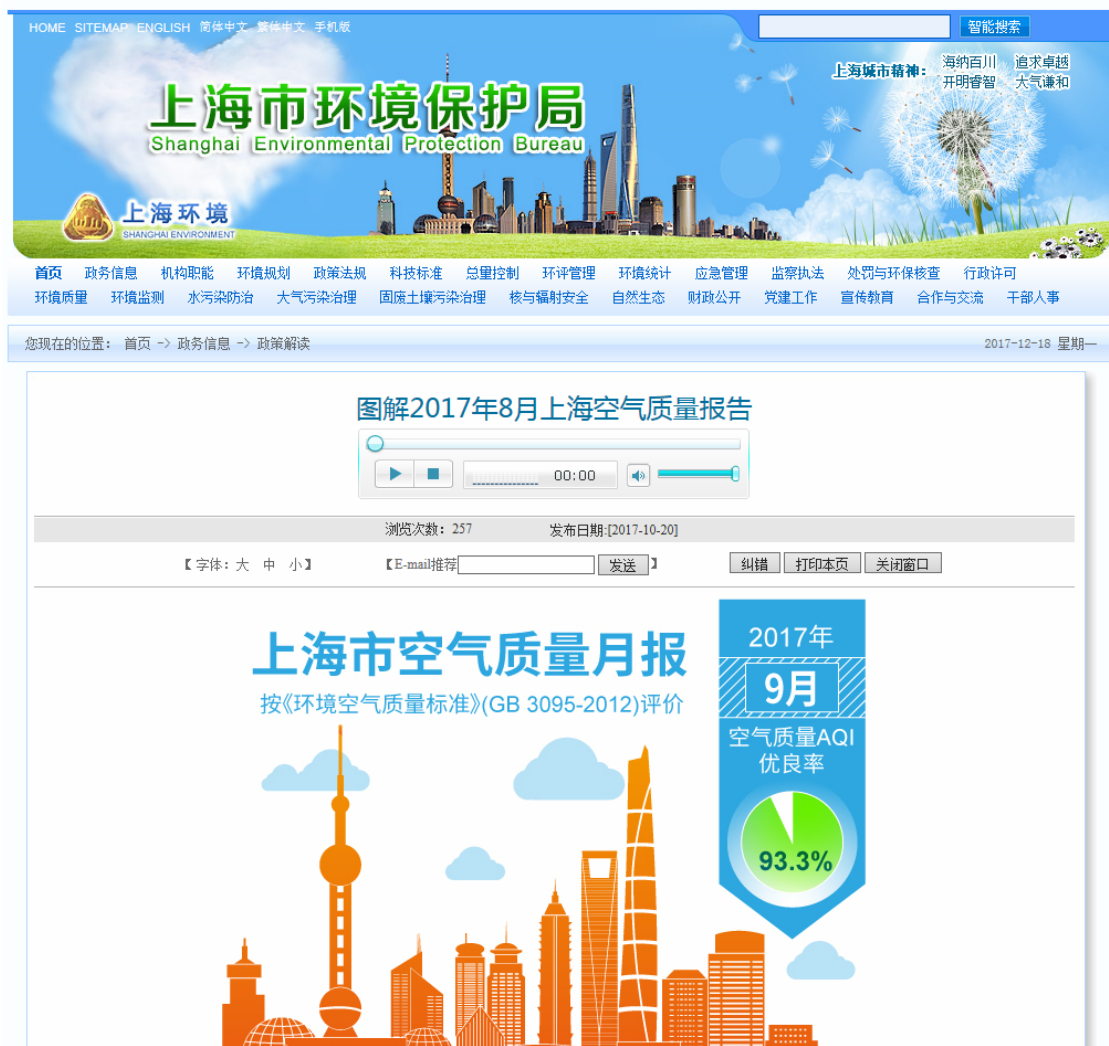 HOME SITEMAP ENGLISH 简体中文 繁体中文 手机版
智能搜索
上海城市精神： 海纳百川 追求卓越
开明睿智 大气谦和
上海市环境保护局
Shanghai Environmental Protection Bureau
上海环境
SHANGHAI ENVIRONMENT
首页 政务信息 机构职能 环境规划 政策法规 科技标准 总量控制 环评管理 环境统计 应急管理 监察执法 处罚与环保核查 行政许可
环境质量 环境监测 水污染防治 大气污染治理 固废土壤污染治理 核与辐射安全 自然生态 财政公开 党建工作 宣传教育 合作与交流 干部人事
您现在的位置： 首页 -> 政务信息 -> 政策解读 2017-12-18 星期一
图解2017年8月上海空气质量报告
00:00
浏览次数：257 发布日期:[2017-10-20]
【字体：大 中 小】 【E-mail推荐 发送 】 纠错 打印本页 关闭窗口
上海市空气质量月报
按《环境空气质量标准》(GB 3095-2012)评价
2017年
9月
空气质量AQI
优良率
93.3%